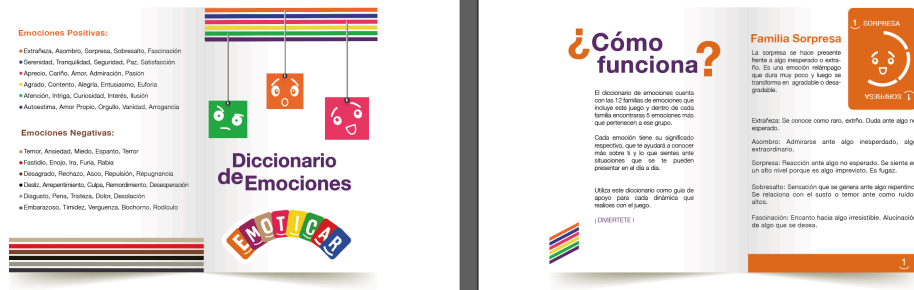 Emociones Positivas:
Extrañeza, Asombro, Sorpresa, Sobresalto, Fascinación
Serenidad, Tranquilidad, Seguridad, Paz, Satisfacción
Aprecio, Cariño, Amor, Admiración, Pasión
Agrado, Contento, Alegría, Entusiasmo, Euforia
Atención, Intriga, Curiosidad, Interés, Ilusión
Autoestima, Amor Propio, Orgullo, Vanidad, Arrogancia
Emociones Negativas:
Temor, Ansiedad, Miedo, Espanto, Terror
Fastidio, Enojo, Ira, Furia, Rabia
Desagrado, Rechazo, Asco, Repulsión, Repugnancia
Desliz, Arrepentimiento, Culpa, Remordimiento, Desesperación
Disgusto, Pena, Tristeza, Dolor, Desolación
Embarazoso, Timidez, Verguenza, Bochorno, Rodículo
Diccionario
de Emociones
EMOTICAR
¿Cómo
funciona?
El diccionario de emociones cuenta
con las 12 familias de emociones que
incluye este juego y dentro de cada
familia encontraras 5 emociones más
que pertenecen a ese grupo.
Cada emoción tiene su significado
respectivo, que te ayudará a conocer
más sobre ti y lo que sientes ante
situaciones que se te pueden
presentar en el día a día.
Utiliza este diccionario como guía de
apoyo para cada dinámica que
realices con el juego.
¡ DIVIERTETE !
Familia Sorpresa
La sorpresa se hace presente
frente a algo inesperado o extra-
ño. Es una emoción relámpago
que dura muy poco y luego se
transforma en agradable o desa-
gradable.
1 SORPRESA
1 SORPRESA
Extrañeza: Se conoce como raro, extrño. Duda ante algo no
esperado.
Asombro: Admirarse ante algo inesperdado, algo
extraordinario.
Sorpresa: Reacción ante algo no esperado. Se siente en
un alto nivel porque es algo imprevisto. Es fugaz.
Sobresalto: Sensación que se genera ante algo repentino.
Se relaciona con el susto o temor ante como ruidos
altos.
Fascinación: Encanto hacia algo irresistible. Alucinación
de algo que se desea.
1